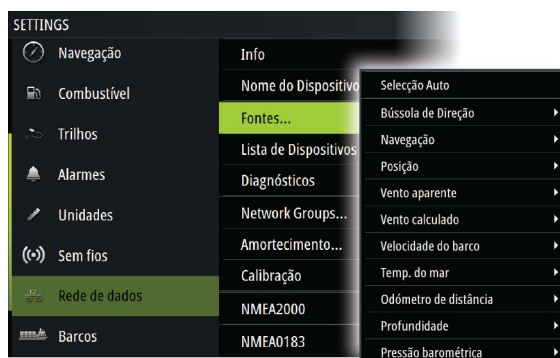 SETTINGS
Navegação
Combustível
Trilhos
Alarmes
Unidades
Sem fios
Rede de dados
Barcos
Info
Nome do Dispositivo
Fontes...
Lista de Dispositivos
Diagnósticos
Network Groups...
Amortecimento...
Calibração
NMEA2000
NMEA0183
Selecção Auto
Bússola de Direção
Navegação
Posição
Vento aparente
Vento calculado
Velocidade do barco
Temp. do mar
Odómetro de distância
Profundidade
Pressão barométrica